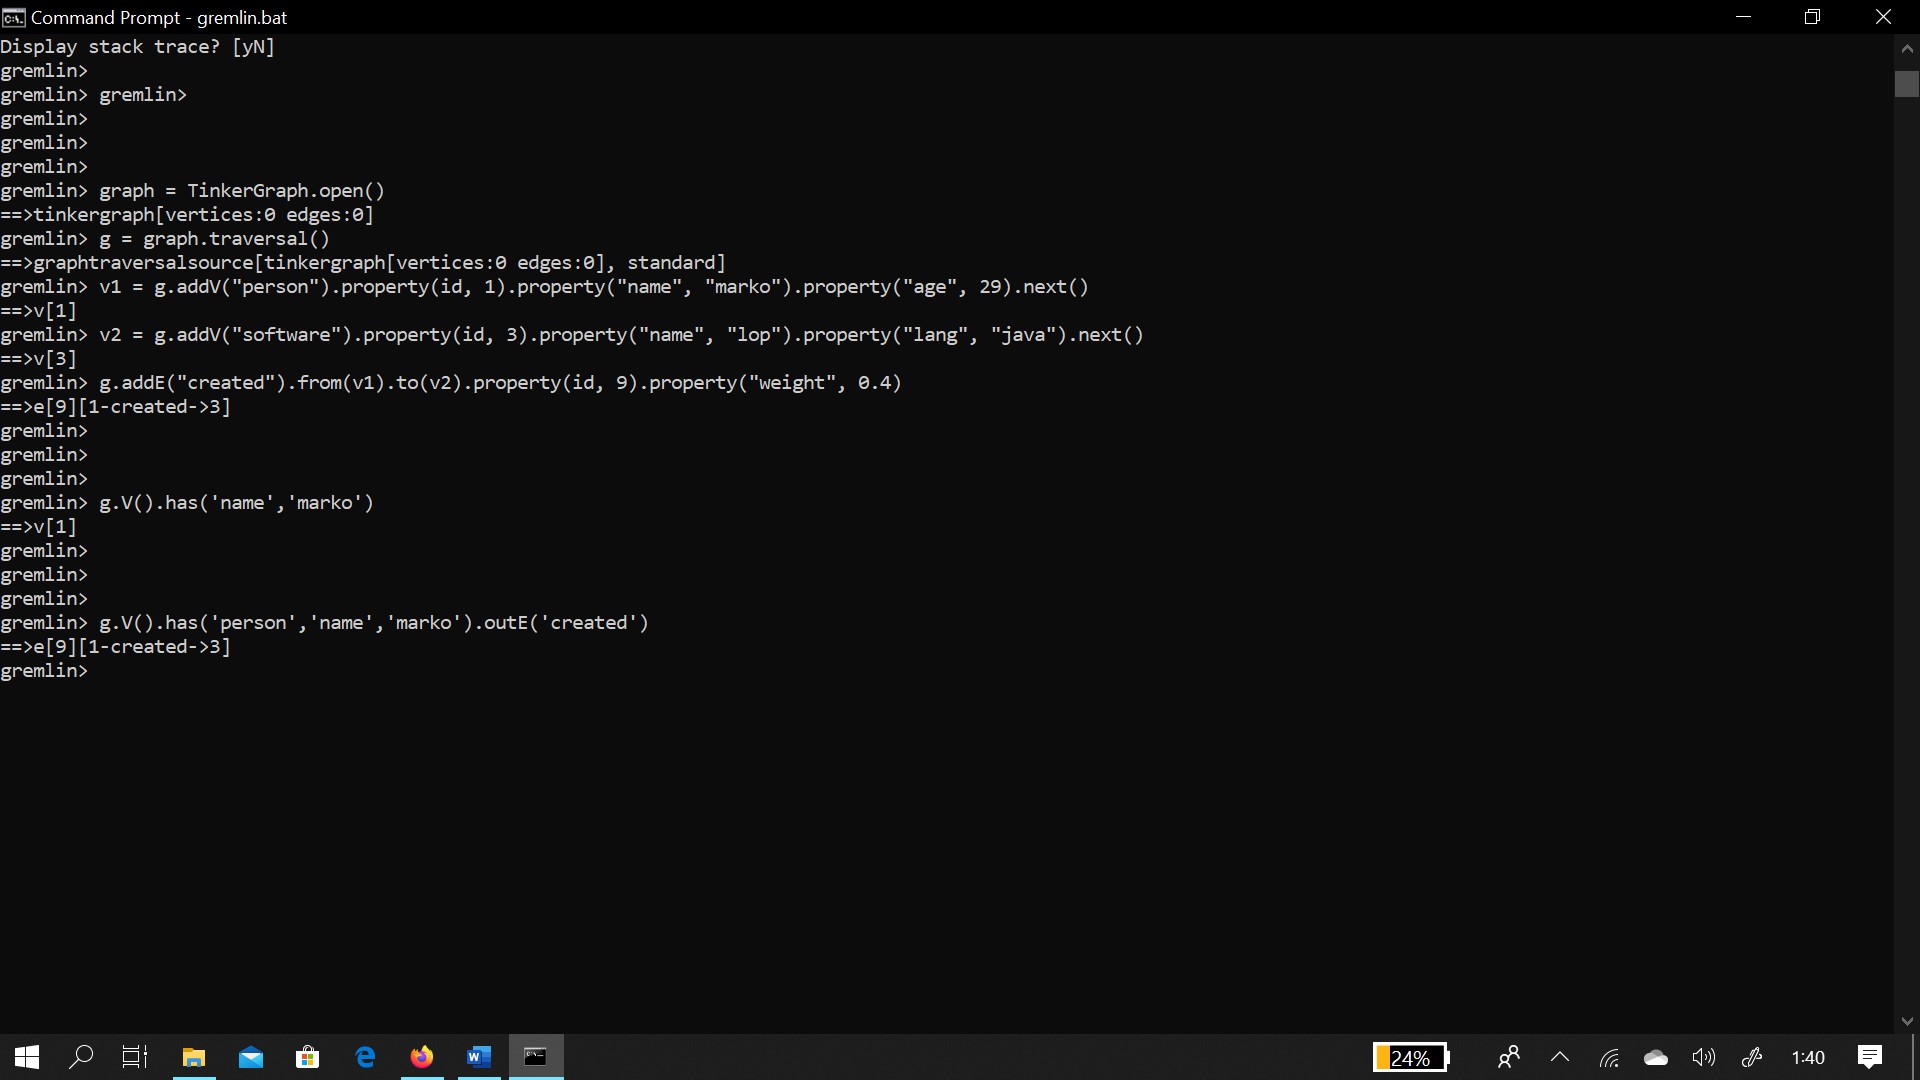 Command Prompt - gremlin.bat
Display stack trace? [yN]
gremlin>
gremlin> gremlin>
gremlin>
gremlin>
gremlin>
gremlin> graph = TinkerGraph.open()
==>tinkergraph[vertices:0 edges:0]
gremlin> g = graph.traversal()
==>graphtraversalsource[tinkergraph[vertices:0 edges:0], standard]
gremlin> v1 = g.addV("person").property(id, 1).property("name", "marko").property("age", 29).next()
==>v[1]
gremlin> v2 = g.addV("software").property(id, 3).property("name", "lop").property("lang", "java").next()
==>v[3]
gremlin> g.addE("created").from(v1).to(v2).property(id, 9).property("weight", 0.4)
==>e[9][1-created->3]
gremlin>
gremlin>
gremlin>
gremlin> g.V().has('name','marko')
==>v[1]
gremlin>
gremlin>
gremlin>
gremlin> g.V().has('person','name','marko').outE('created')
==>e[9][1-created->3]
gremlin>
24%
1:40